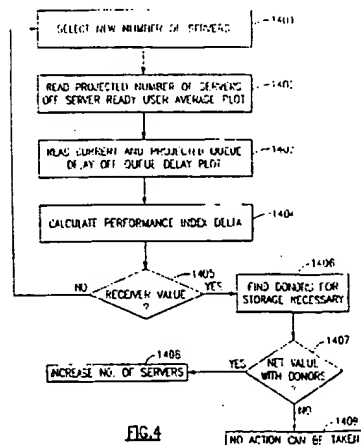 1401
SELECT NEW NUMBER OF SERVERS
1402
READ PROJECTED NUMBER OF SERVERS
OFF SERVER READY USER AVERAGE PLOT
1403
READ CURRENT AND PROJECTED QUEUE
DELAY OFF QUEUE DELAY PLOT
1404
CALCULATE PERFORMANCE INDEX DELTA
1405
1406
NO
RECEIVER VALUE
?
YES
FIND DONORS FOR
STORAGE NECESSARY
1407
1408
INCREASE NO. OF SERVERS
YES
NET VALUE
WITH DONORS
?
NO
1409
FIG.4
NO ACTION CAN BE TAKEN